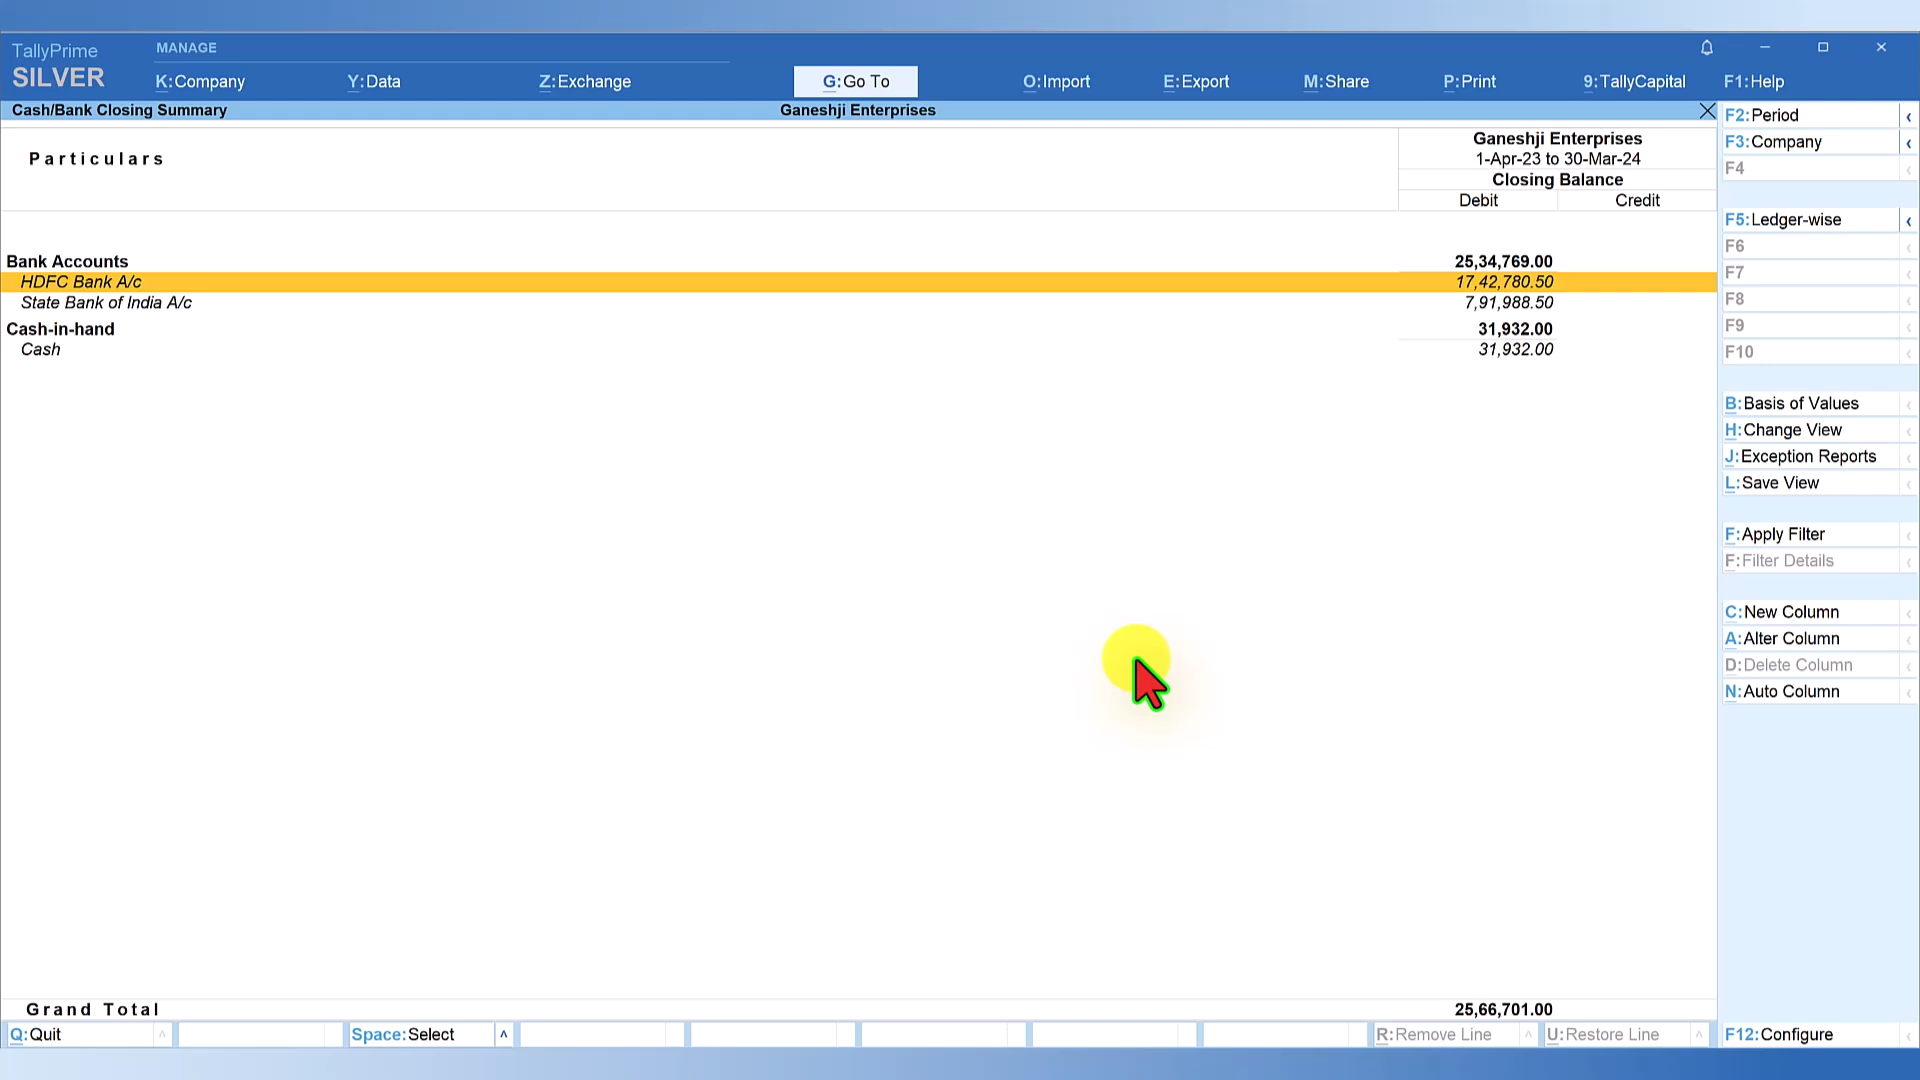 TallyPrime
SILVER
MANAGE
K:Company
Y:Data
Z:Exchange
G:Go To
O:Import
E:Export
M:Share
P:Print
9:TallyCapital
F1:Help
Cash/Bank Closing Summary
Ganeshji Enterprises
Particulars
Ganeshji Enterprises
1-Apr-23 to 30-Mar-24
Closing Balance
Debit Credit
Bank Accounts 25,34,769.00
HDFC Bank A/c 17,42,780.50
State Bank of India A/c 7,91,988.50
Cash-in-hand 31,932.00
Cash 31,932.00
Grand Total 25,66,701.00
F2:Period
F3:Company
F4
F5:Ledger-wise
F6
F7
F8
F9
F10
B:Basis of Values
H:Change View
J:Exception Reports
L:Save View
F:Apply Filter
F:Filter Details
C:New Column
A:Alter Column
D:Delete Column
N:Auto Column
Q:Quit
Space:Select
R:Remove Line
U:Restore Line
F12:Configure